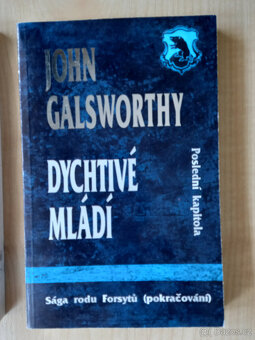 JOHN
GALSWORTHY
DYCHTIVÉ
MLÁDÍ
Poslední kapitola
Sága rodu Forsytů (pokračování)